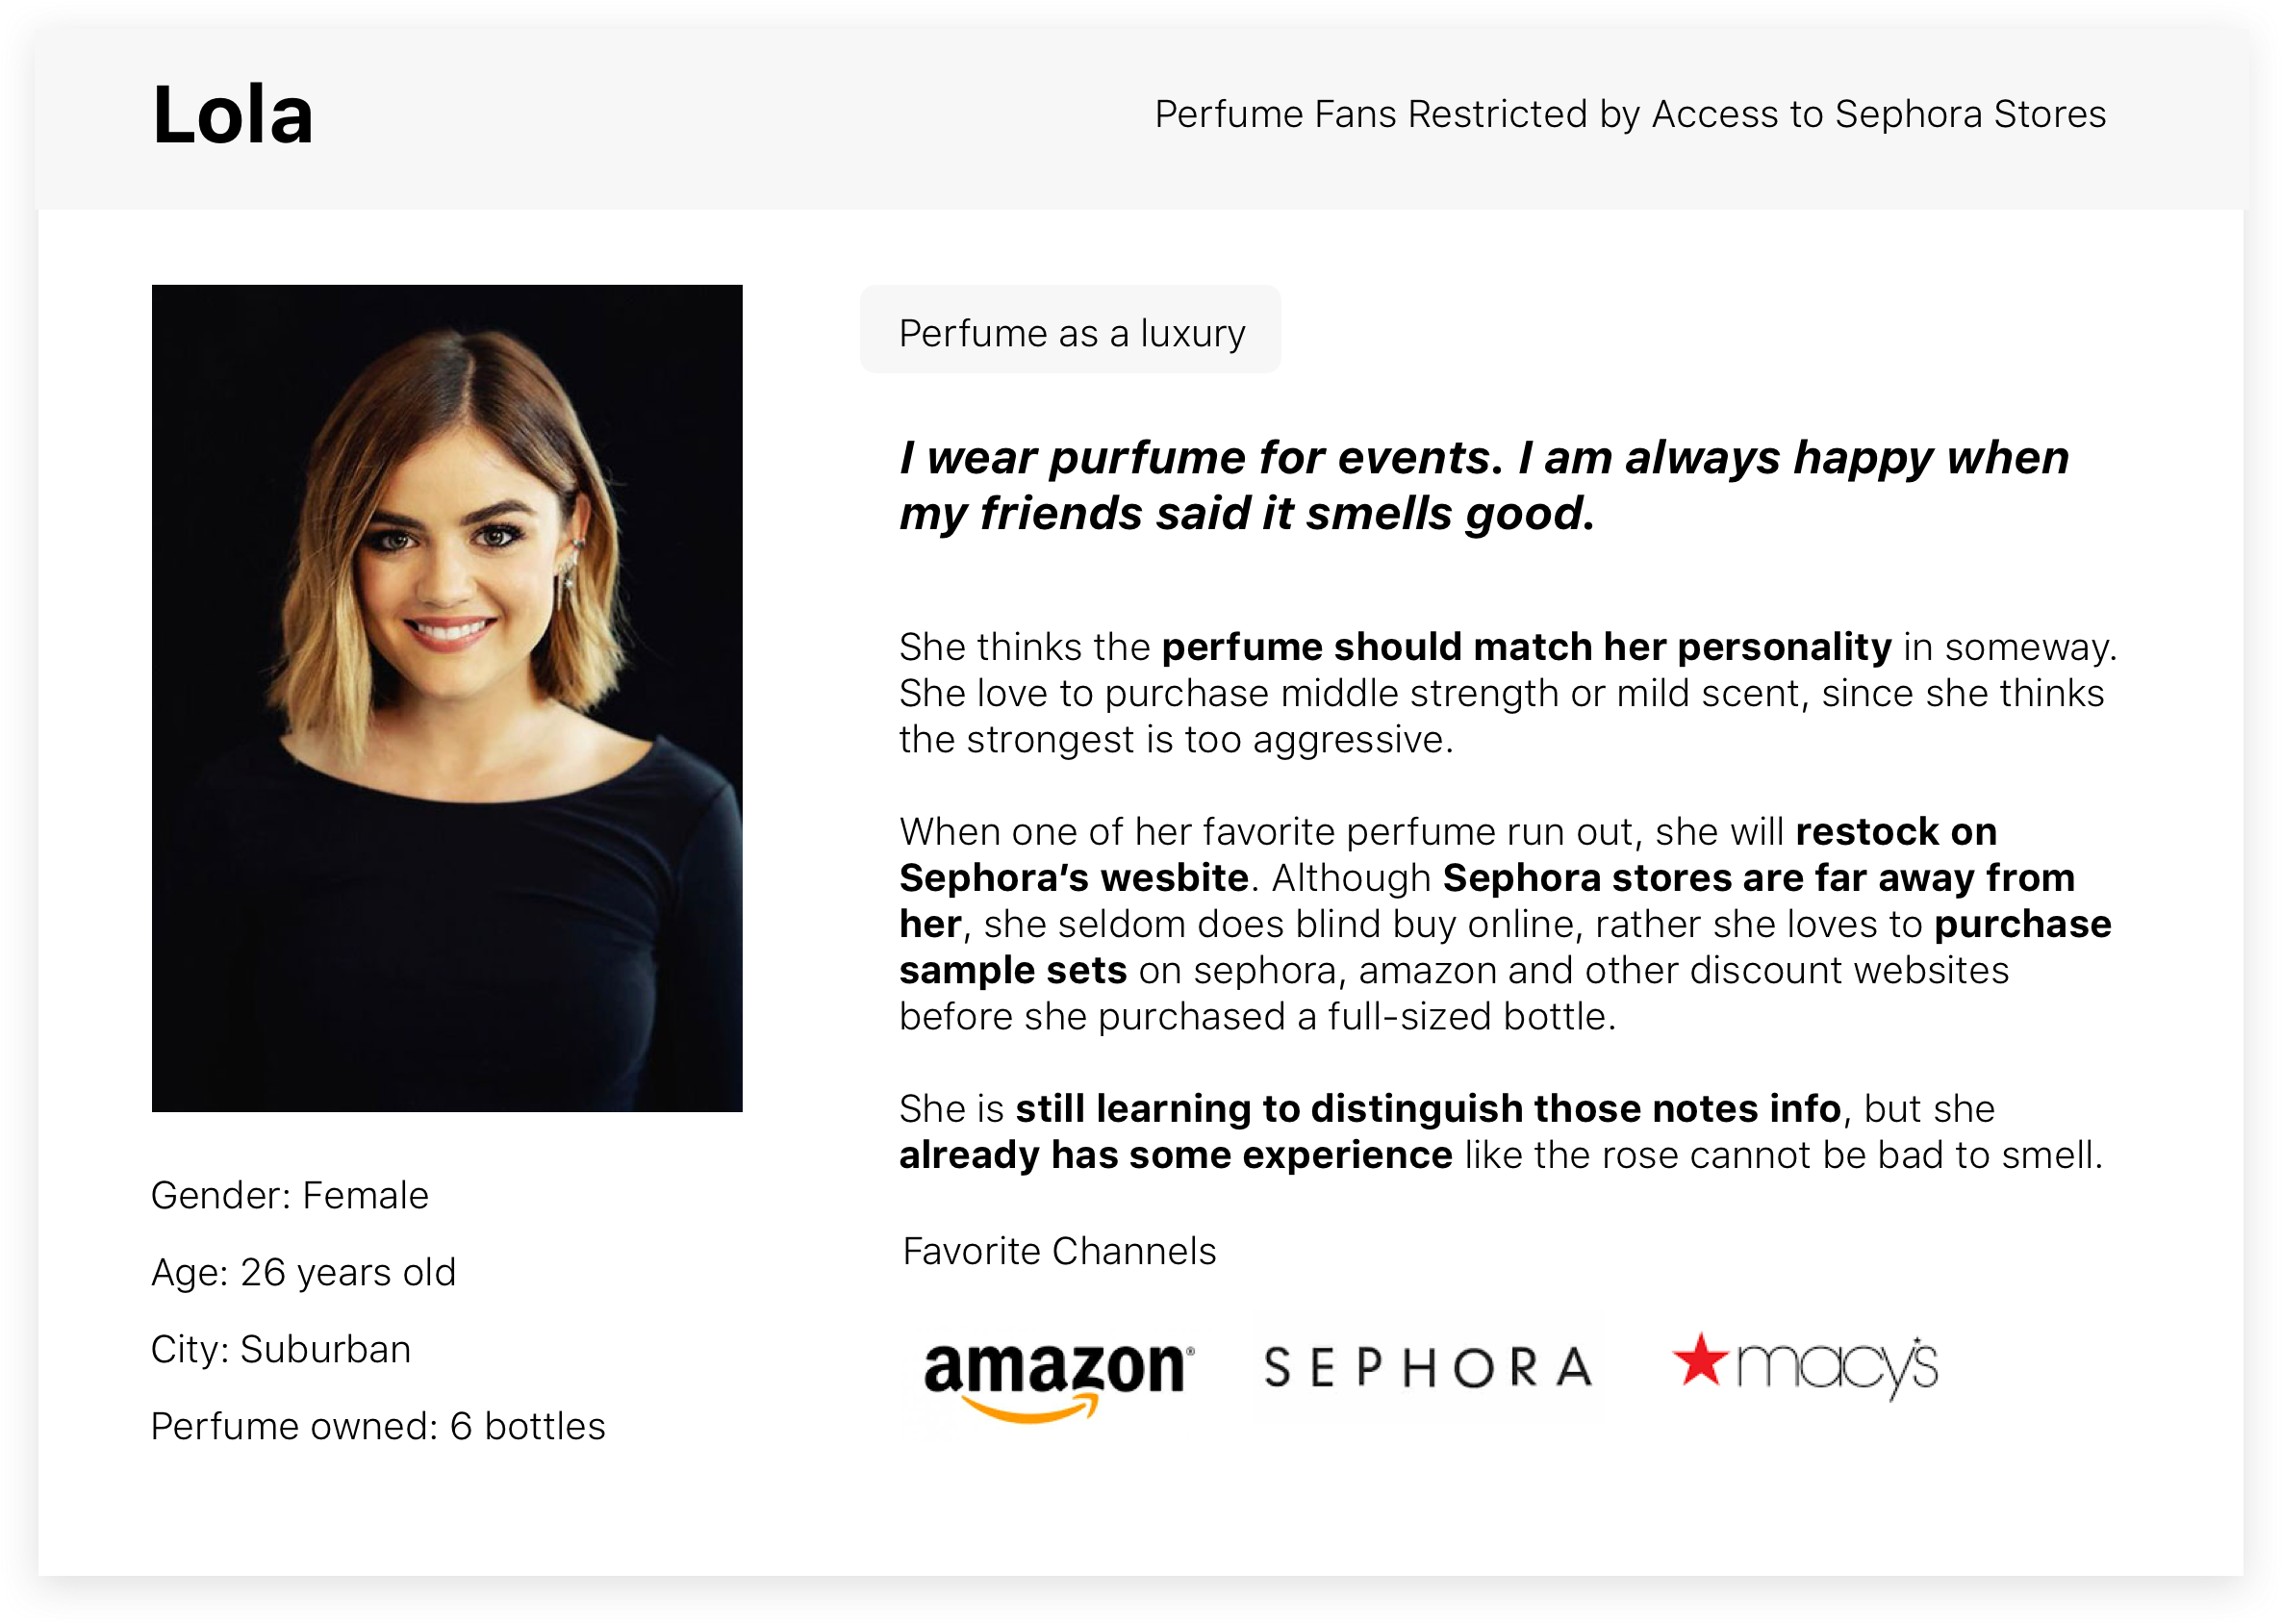 Lola
Perfume Fans Restricted by Access to Sephora Stores
Perfume as a luxury
I wear purfume for events. I am always happy when
my friends said it smells good.
She thinks the perfume should match her personality in someway.
She love to purchase middle strength or mild scent, since she thinks
the strongest is too aggressive.
When one of her favorite perfume run out, she will restock on
Sephora’s wesbite. Although Sephora stores are far away from
her, she seldom does blind buy online, rather she loves to purchase
sample sets on sephora, amazon and other discount websites
before she purchased a full-sized bottle.
She is still learning to distinguish those notes info, but she
already has some experience like the rose cannot be bad to smell.
Gender: Female
Age: 26 years old
City: Suburban
Perfume owned: 6 bottles
Favorite Channels
amazon®
SEPHORA
macy's